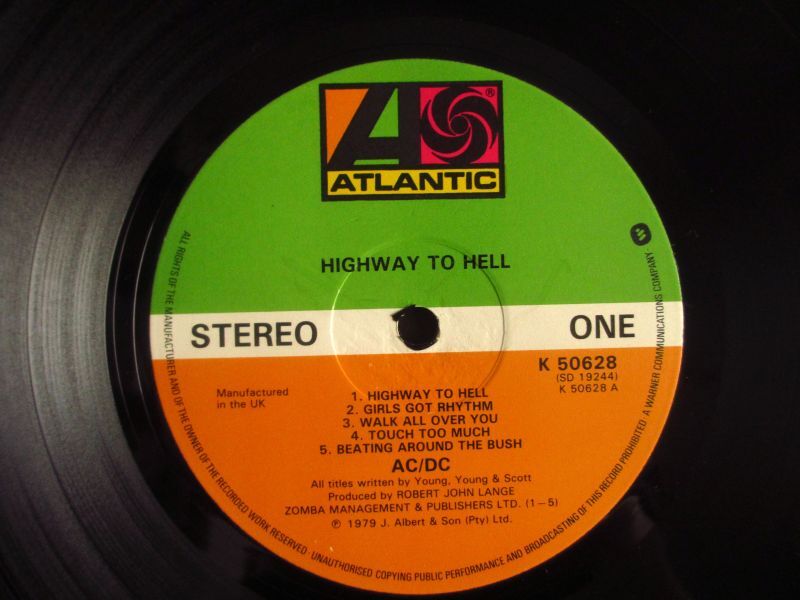 ®
ATLANTIC
HIGHWAY TO HELL
STEREO
ONE
K 50628
(SD 19244)
K 50628 A
Manufactured
in the UK
1. HIGHWAY TO HELL
2. GIRLS GOT RHYTHM
3. WALK ALL OVER YOU
4. TOUCH TOO MUCH
5. BEATING AROUND THE BUSH
AC/DC
All titles written by Young, Young & Scott
Produced by ROBERT JOHN LANGE
ZOMBA MANAGEMENT & PUBLISHERS LTD. (1-5)
℗ 1979 J. Albert & Son (Pty) Ltd.
ALL RIGHTS OF THE MANUFACTURER AND OF THE OWNER OF THE RECORDED WORK RESERVED · UNAUTHORISED COPYING PUBLIC PERFORMANCE AND BROADCASTING OF THIS RECORD PROHIBITED · A WARNER COMMUNICATIONS COMPANY